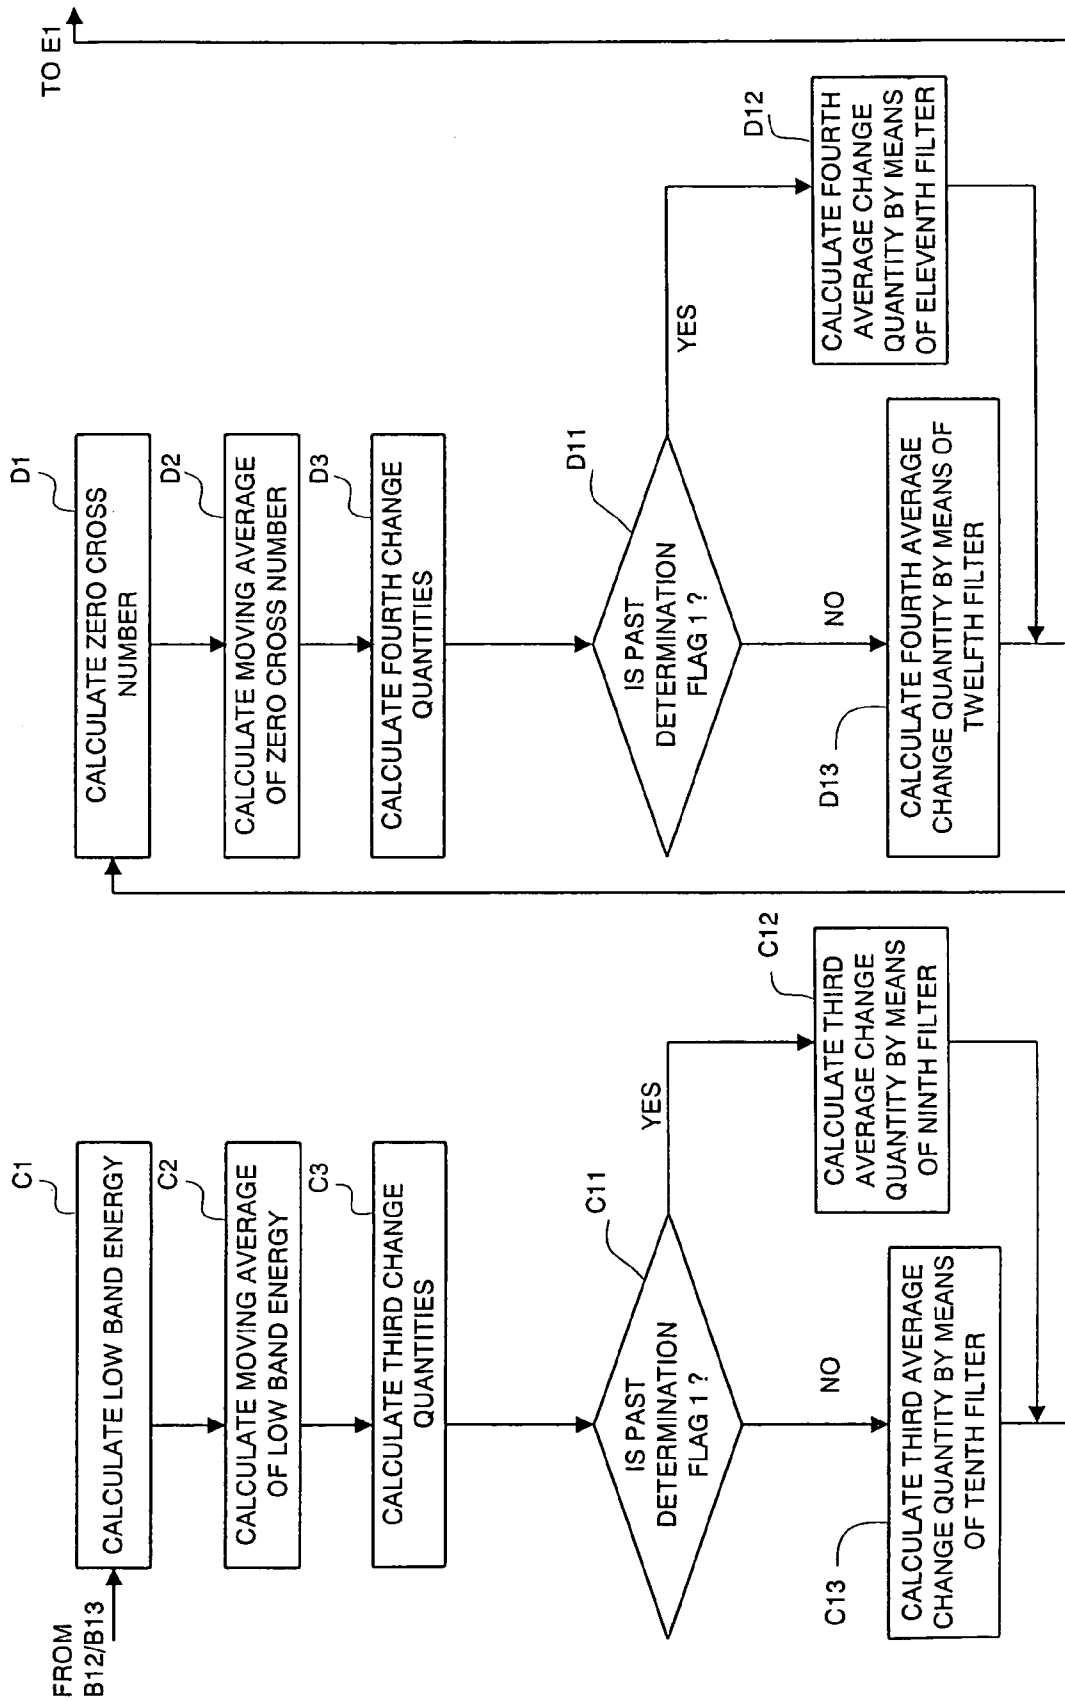 FROM
B12/B13
C1
CALCULATE LOW BAND ENERGY
C2
CALCULATE MOVING AVERAGE
OF LOW BAND ENERGY
C3
CALCULATE THIRD CHANGE
QUANTITIES
C11
IS PAST
DETERMINATION
FLAG 1 ?
YES
NO
C12
CALCULATE THIRD
AVERAGE CHANGE
QUANTITY BY MEANS
OF NINTH FILTER
C13
CALCULATE THIRD AVERAGE
CHANGE QUANTITY BY MEANS
OF TENTH FILTER
D1
CALCULATE ZERO CROSS
NUMBER
D2
CALCULATE MOVING AVERAGE
OF ZERO CROSS NUMBER
D3
CALCULATE FOURTH CHANGE
QUANTITIES
D11
IS PAST
DETERMINATION
FLAG 1 ?
YES
NO
D12
CALCULATE FOURTH
AVERAGE CHANGE
QUANTITY BY MEANS
OF ELEVENTH FILTER
D13
CALCULATE FOURTH AVERAGE
CHANGE QUANTITY BY MEANS OF
TWELFTH FILTER
TO E1